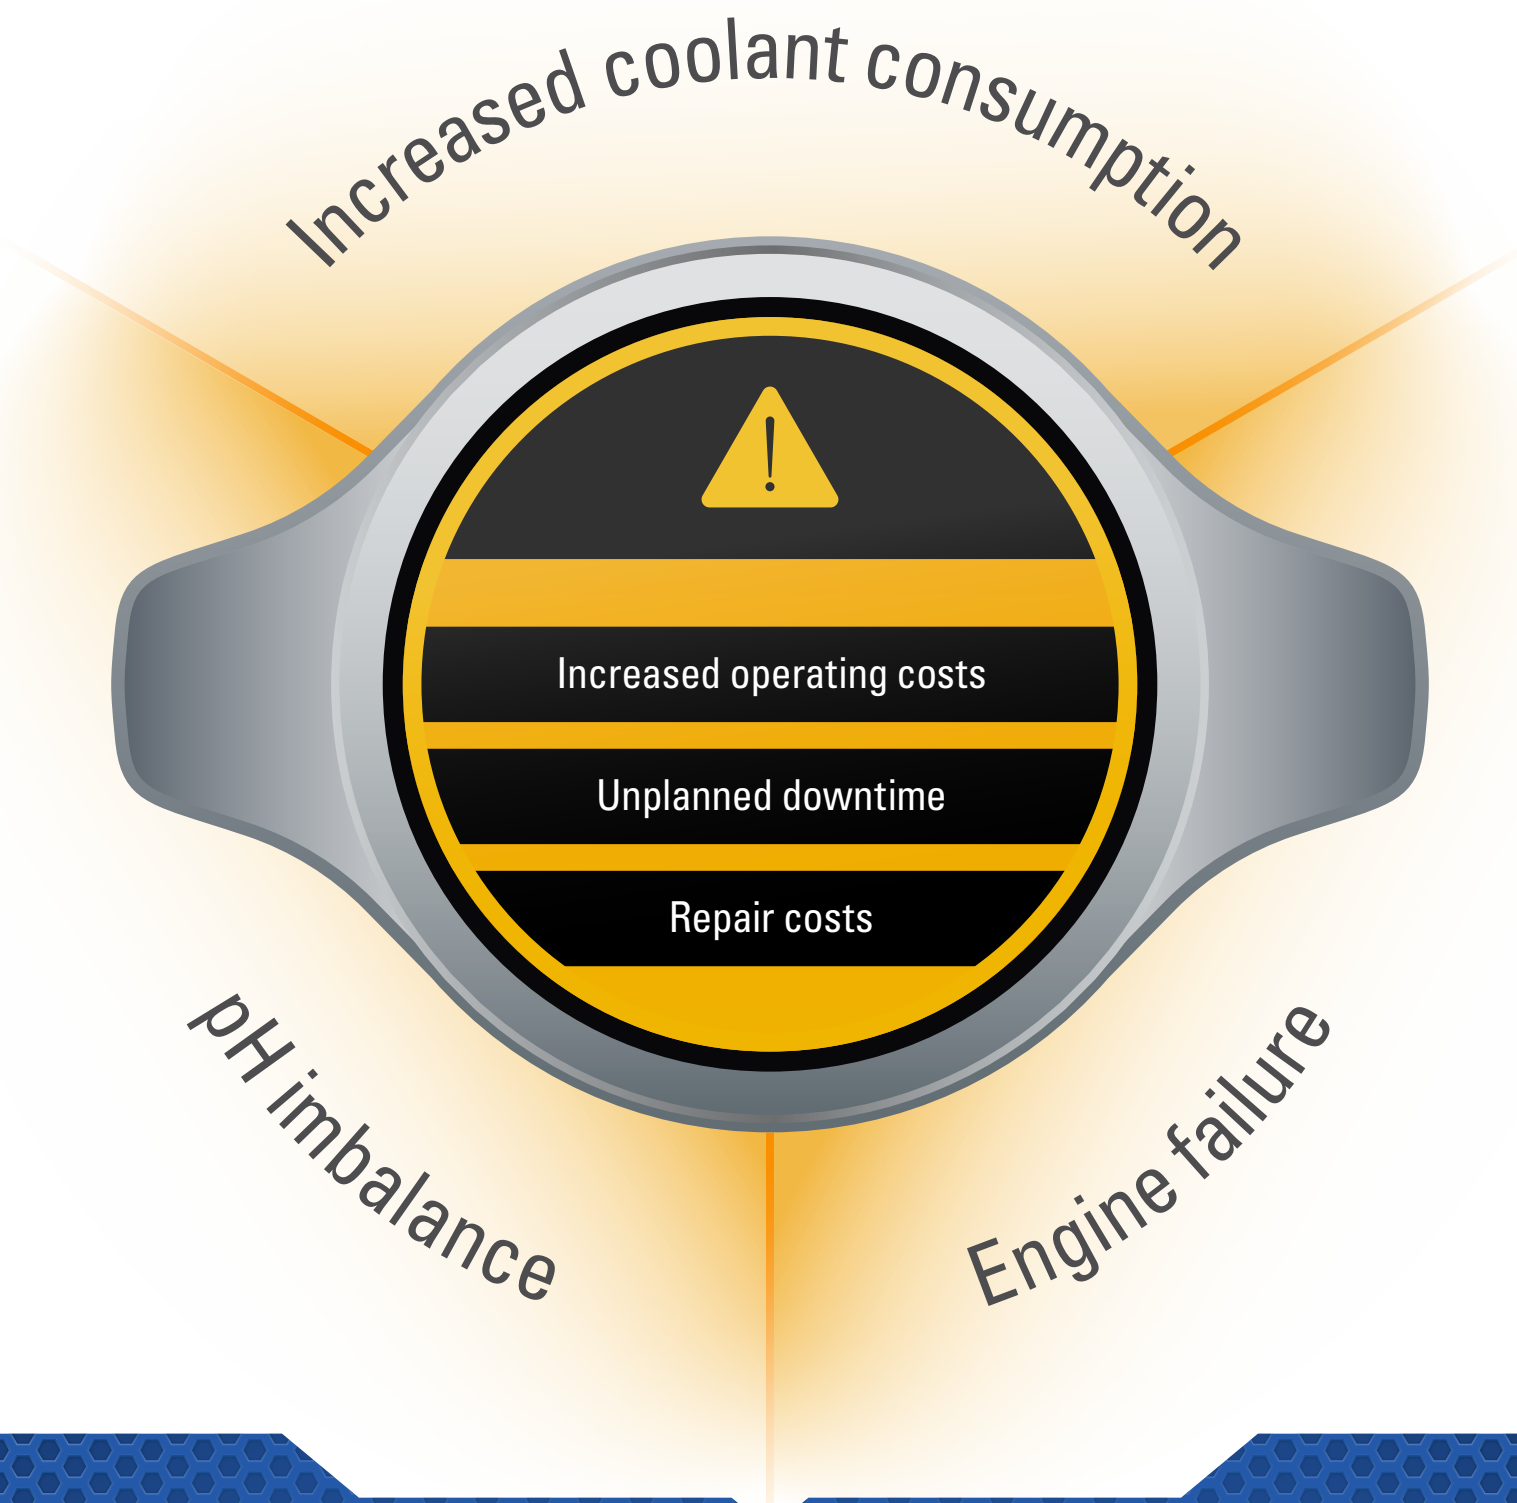 Increased coolant consumption
Increased operating costs
Unplanned downtime
Repair costs
pH imbalance
Engine failure